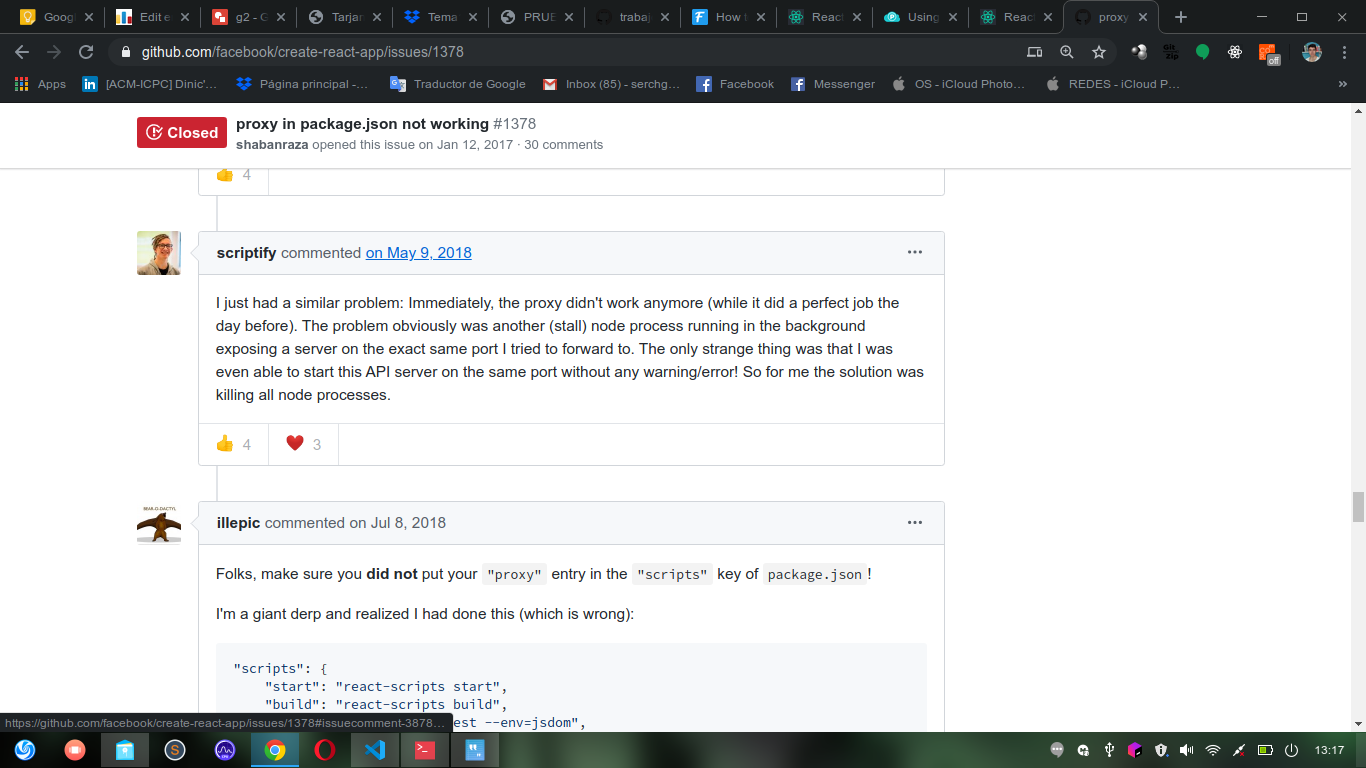 Goog
Edit e
g2 - G
Tarjar
Tema
PRUE
traba
How t
React
Using
React
proxy
github.com/facebook/create-react-app/issues/1378
off
Apps
[ACM-ICPC] Dinic'...
Página principal -...
Traductor de Google
Inbox (85) - serchg...
Facebook
Messenger
OS - iCloud Photo...
REDES - iCloud P...
»
Closed
proxy in package.json not working #1378
shabanraza opened this issue on Jan 12, 2017 · 30 comments
👍 4
scriptify commented on May 9, 2018
I just had a similar problem: Immediately, the proxy didn't work anymore (while it did a perfect job the
day before). The problem obviously was another (stall) node process running in the background
exposing a server on the exact same port I tried to forward to. The only strange thing was that I was
even able to start this API server on the same port without any warning/error! So for me the solution was
killing all node processes.
👍 4 ❤️ 3
illepic commented on Jul 8, 2018
Folks, make sure you did not put your "proxy" entry in the "scripts" key of package.json!
I'm a giant derp and realized I had done this (which is wrong):
"scripts": {
"start": "react-scripts start",
"build": "react-scripts build",
est --env=jsdom",
https://github.com/facebook/create-react-app/issues/1378#issuecomment-3878...
13:17